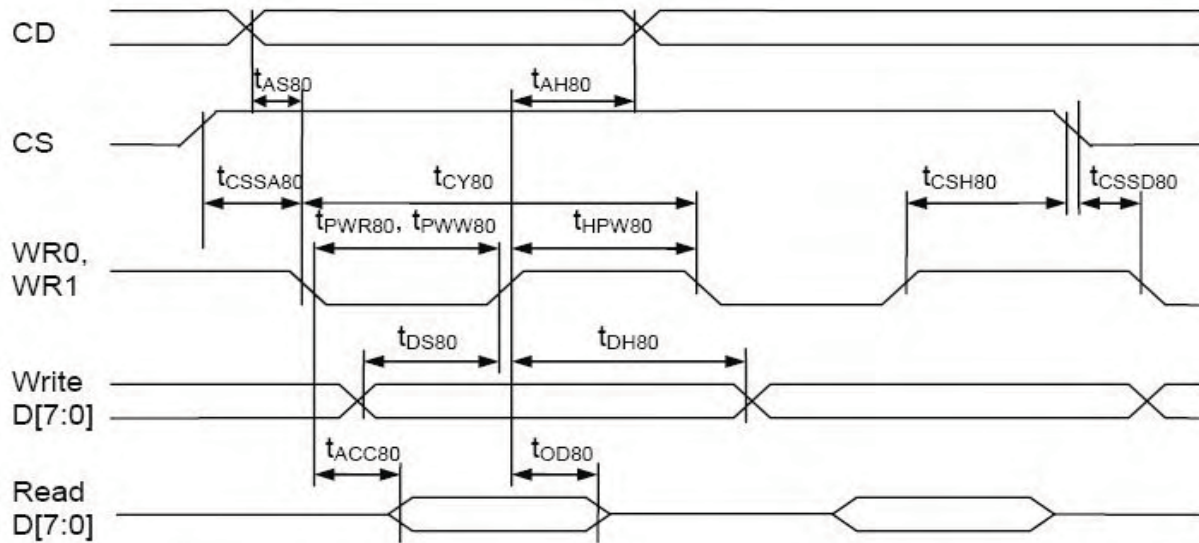 CD
tAS80
tAH80
CS
tCSSA80
tCY80
tCSH80
tCSSD80
tPWR80, tPWW80
tHPW80
WR0,
WR1
tDS80
tDH80
Write
D[7:0]
tACC80
tOD80
Read
D[7:0]